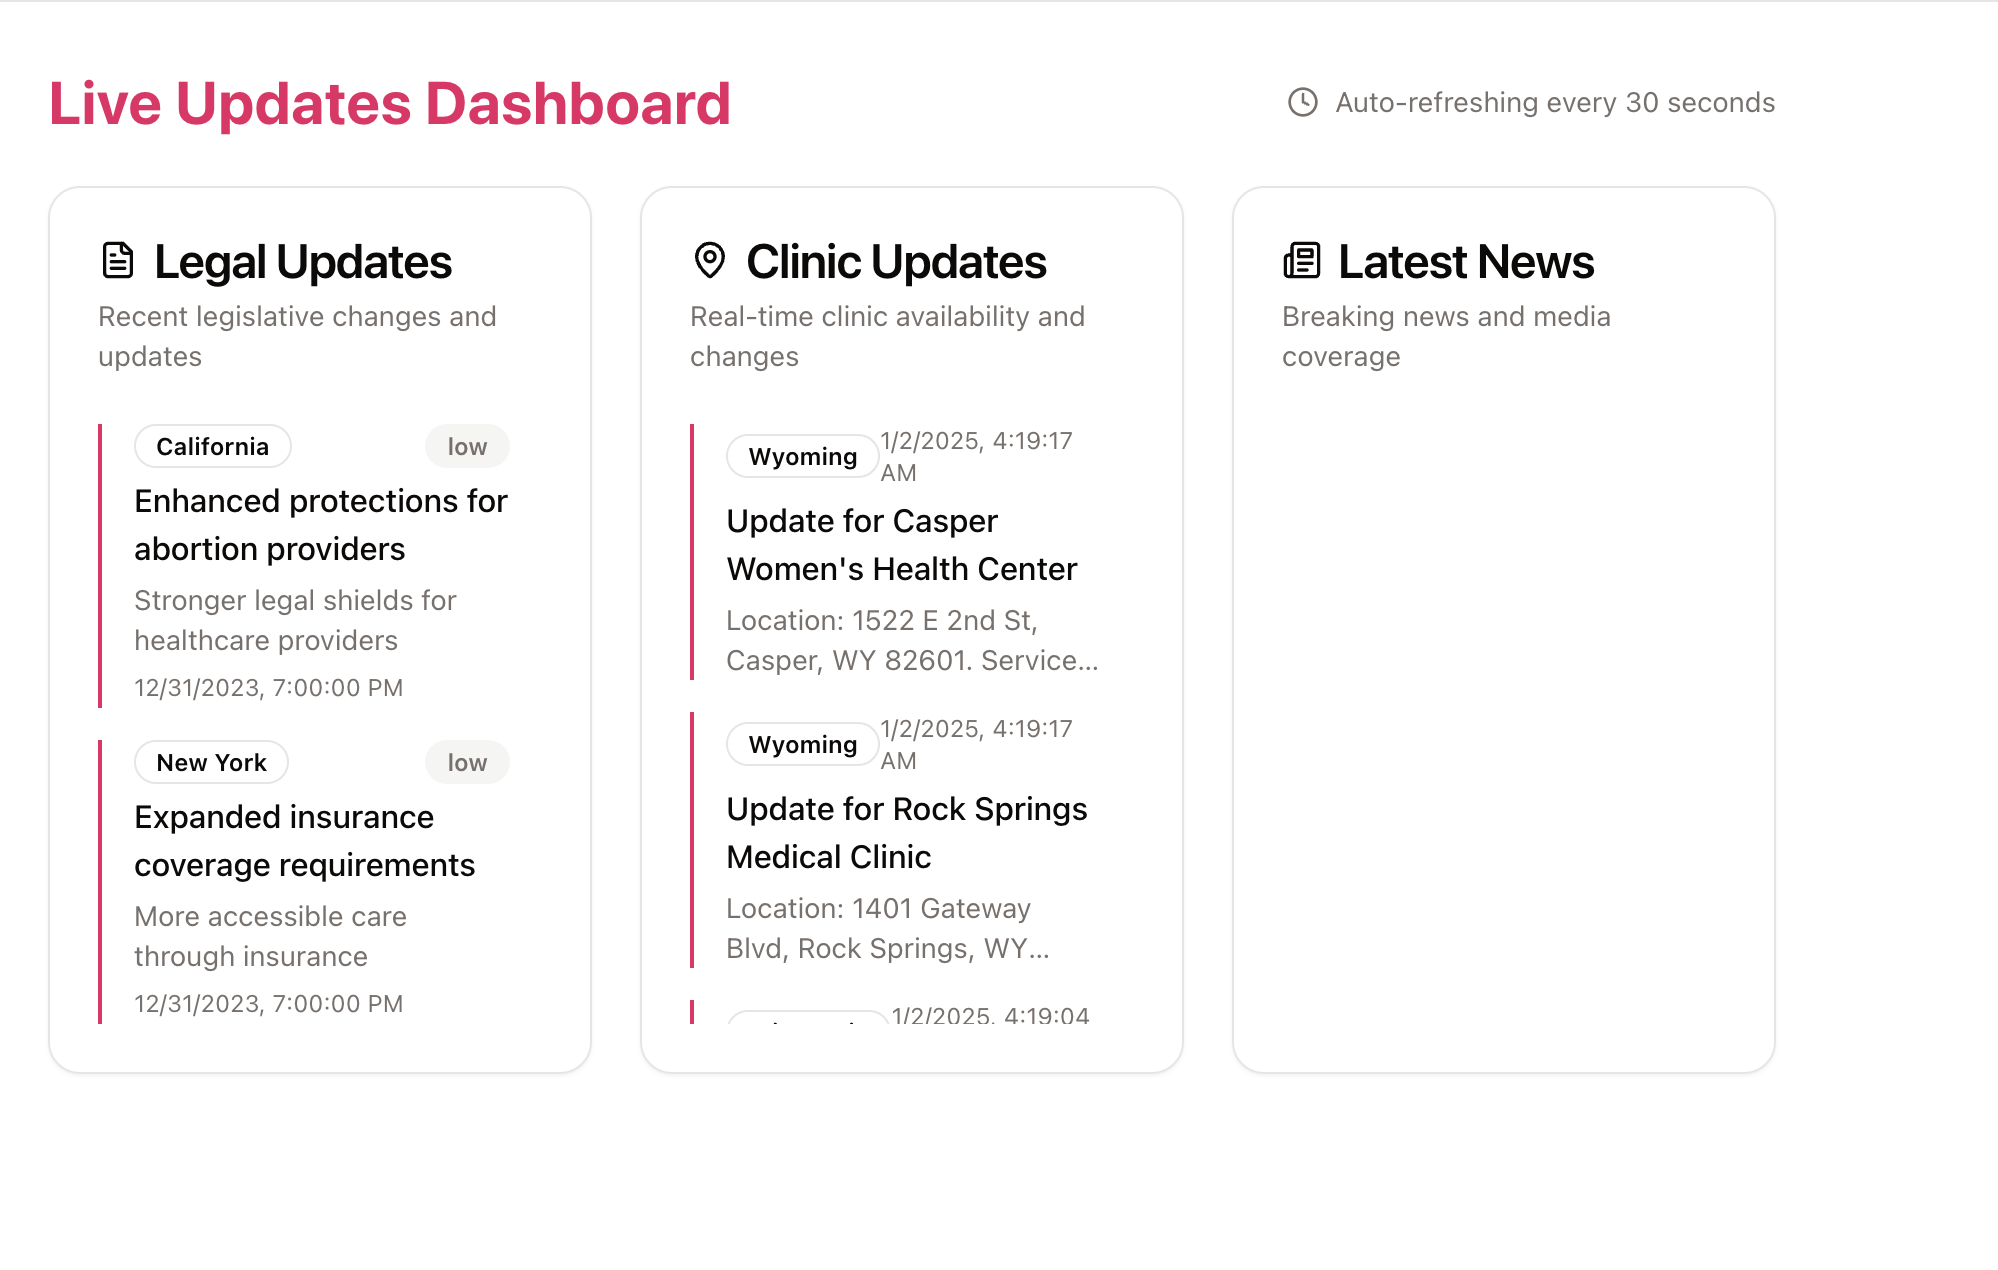 Live Updates Dashboard
Auto-refreshing every 30 seconds
Legal Updates
Recent legislative changes and
updates
California
low
Enhanced protections for
abortion providers
Stronger legal shields for
healthcare providers
12/31/2023, 7:00:00 PM
New York
low
Expanded insurance
coverage requirements
More accessible care
through insurance
12/31/2023, 7:00:00 PM
Clinic Updates
Real-time clinic availability and
changes
Wyoming
1/2/2025, 4:19:17
AM
Update for Casper
Women's Health Center
Location: 1522 E 2nd St,
Casper, WY 82601. Service...
Wyoming
1/2/2025, 4:19:17
AM
Update for Rock Springs
Medical Clinic
Location: 1401 Gateway
Blvd, Rock Springs, WY...
1/2/2025, 4:19:04
Latest News
Breaking news and media
coverage